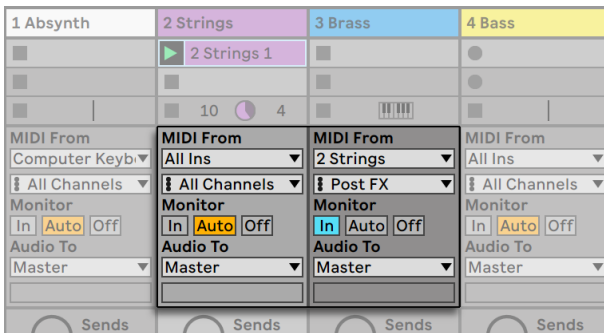 1 Absynth 2 Strings 3 Brass 4 Bass
2 Strings 1
10 4
MIDI From MIDI From MIDI From MIDI From
Computer Keyb All Ins 2 Strings All Ins
All Channels All Channels Post FX All Channels
Monitor Monitor Monitor Monitor
In Auto Off In Auto Off In Auto Off In Auto Off
Audio To Audio To Audio To Audio To
Master Master Master Master
Sends Sends Sends Sends